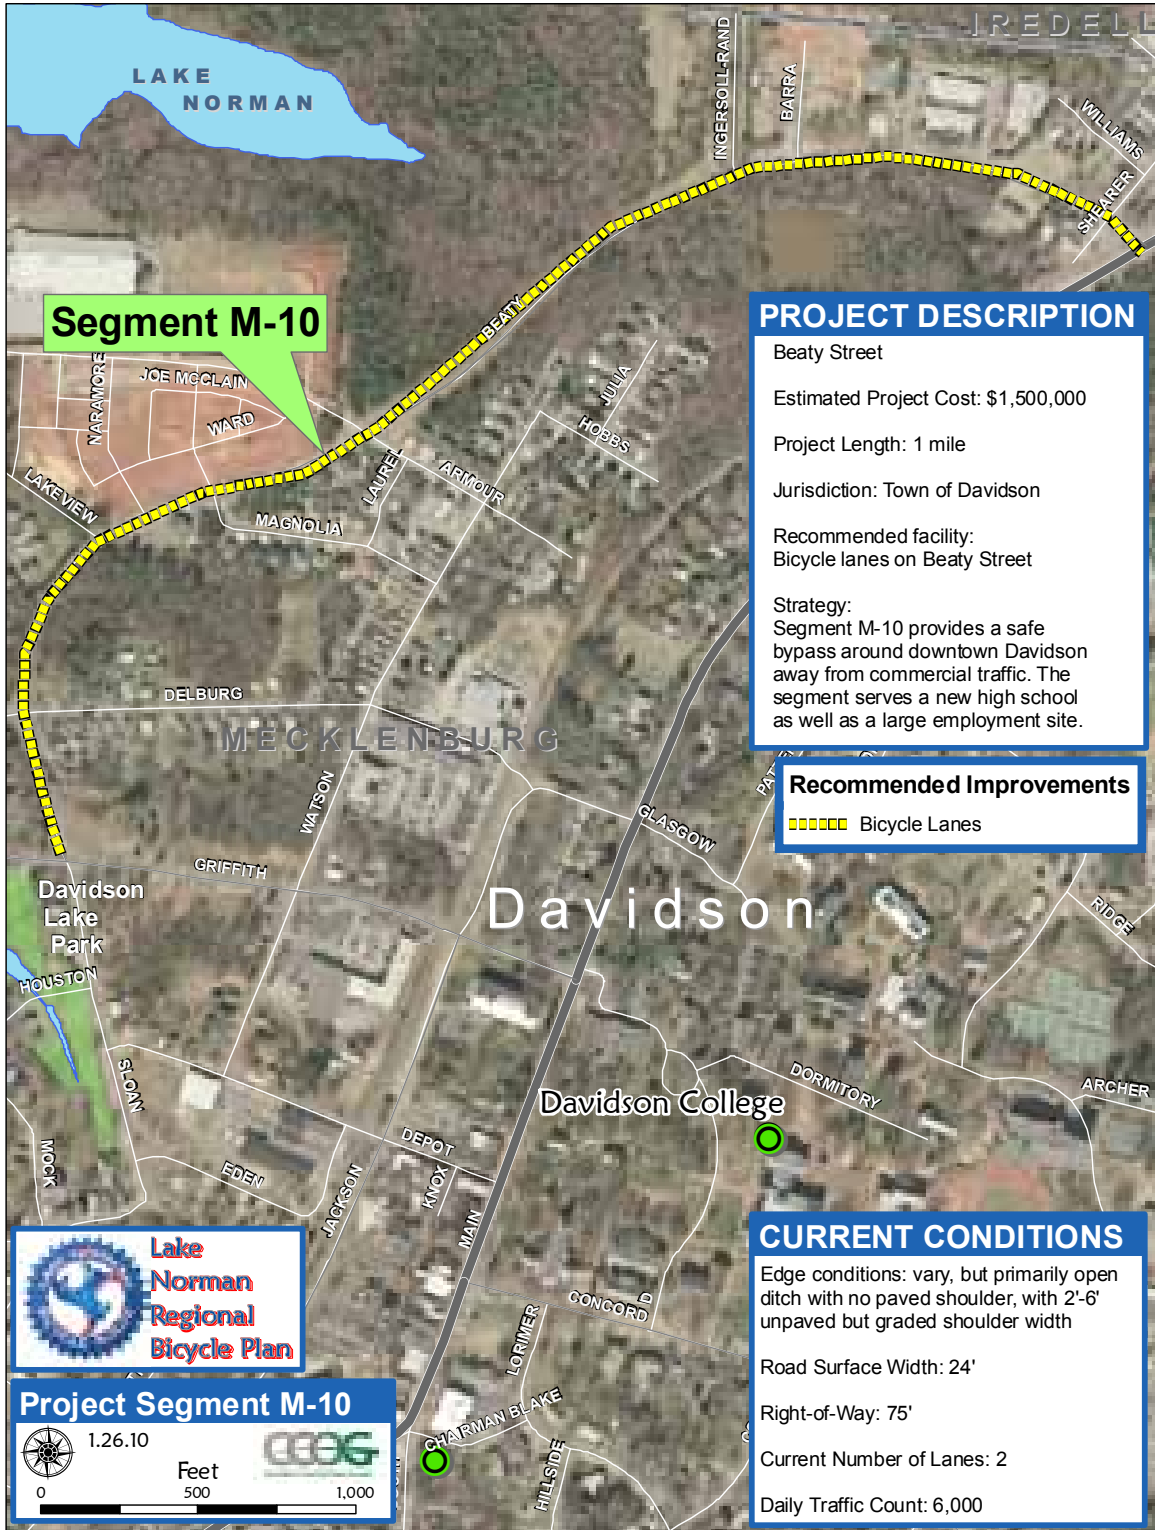 IREDELL
LAKE
NORMAN
INGERSOLL-RAND
BARRA
WILLIAMS
SHEARER
BEATY
Segment M-10
JOE MCCLAIN
NARAMORE
WARD
JULIA
HOBBS
LAUREL
ARMOUR
LAKEVIEW
MAGNOLIA
PROJECT DESCRIPTION
Beaty Street
Estimated Project Cost: $1,500,000
Project Length: 1 mile
Jurisdiction: Town of Davidson
Recommended facility:
Bicycle lanes on Beaty Street
Strategy:
Segment M-10 provides a safe
bypass around downtown Davidson
away from commercial traffic. The
segment serves a new high school
as well as a large employment site.
DELBURG
MECKLENBURG
WATSON
GLASGOW
Recommended Improvements
Bicycle Lanes
GRIFFITH
Davidson
Lake
Park
Davidson
RIDGE
HOUSTON
SLOAN
DORMITORY
ARCHER
Davidson College
MOCK
EDEN
DEPOT
KNOX
JACKSON
MAIN
CONCORD
D
LORIMER
CHAIRMAN BLAKE
HILLSIDE
Lake
Norman
Regional
Bicycle Plan
Project Segment M-10
1.26.10
Feet
0 500 1,000
CURRENT CONDITIONS
Edge conditions: vary, but primarily open
ditch with no paved shoulder, with 2'-6'
unpaved but graded shoulder width
Road Surface Width: 24'
Right-of-Way: 75'
Current Number of Lanes: 2
Daily Traffic Count: 6,000